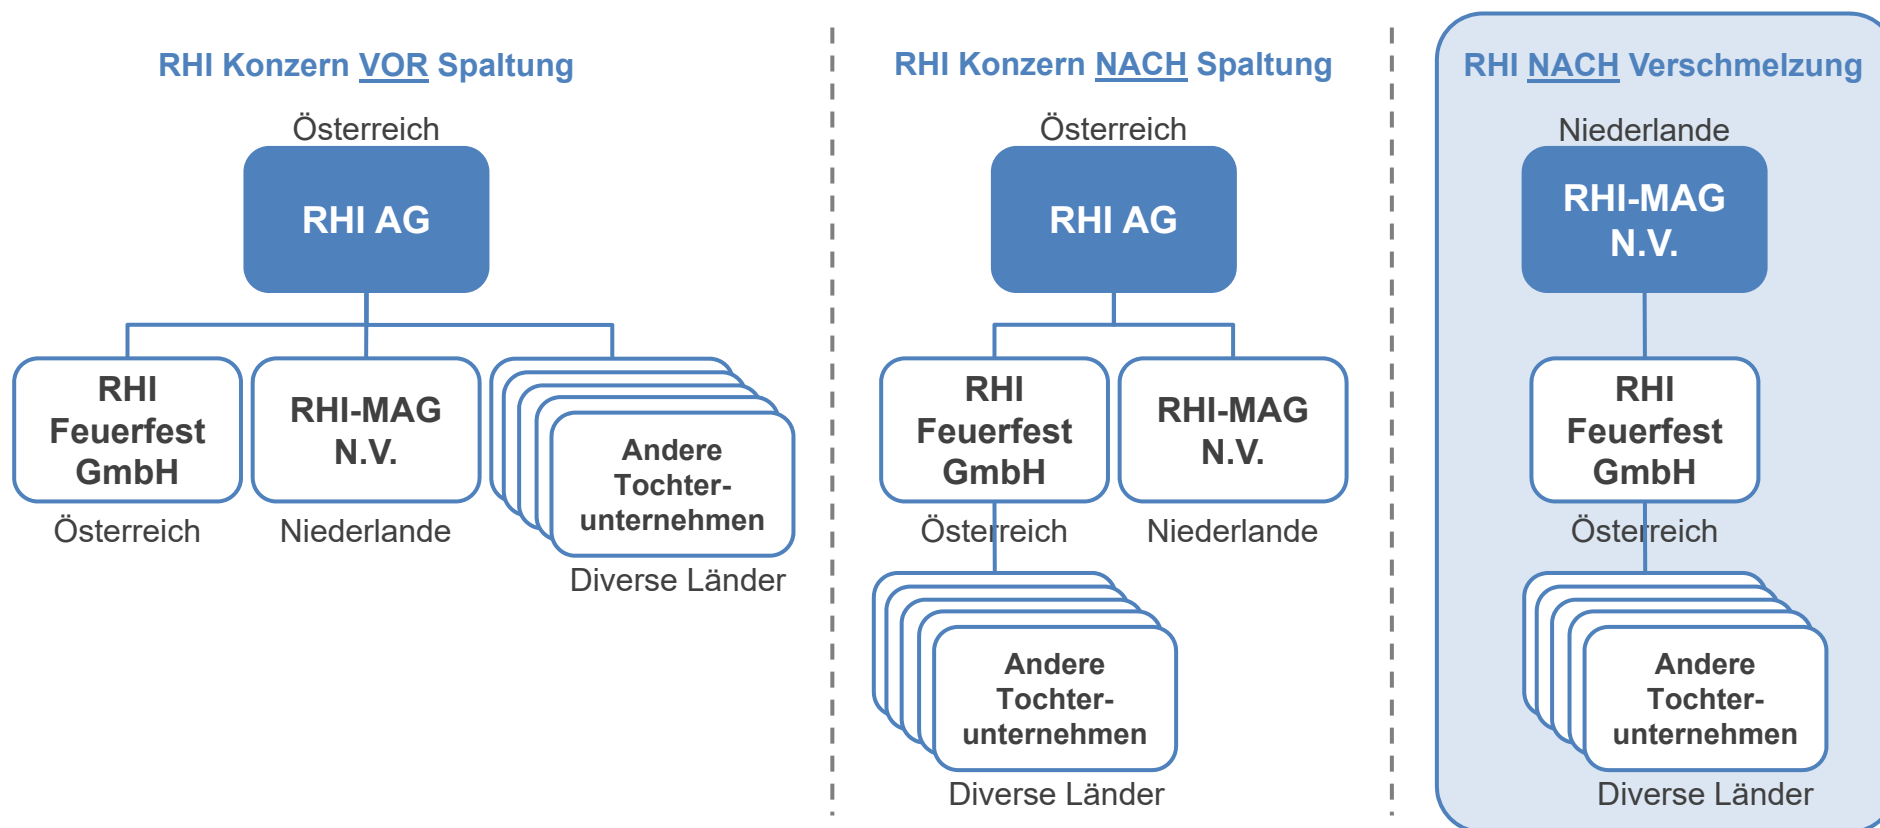 RHI Konzern VOR Spaltung
Österreich
RHI AG
RHI
Feuerfest
GmbH
Österreich
RHI-MAG
N.V.
Niederlande
Andere
Tochter-
unternehmen
Diverse Länder
RHI Konzern NACH Spaltung
Österreich
RHI AG
RHI
Feuerfest
GmbH
Österreich
RHI-MAG
N.V.
Niederlande
Andere
Tochter-
unternehmen
Diverse Länder
RHI NACH Verschmelzung
Niederlande
RHI-MAG
N.V.
RHI
Feuerfest
GmbH
Österreich
Andere
Tochter-
unternehmen
Diverse Länder